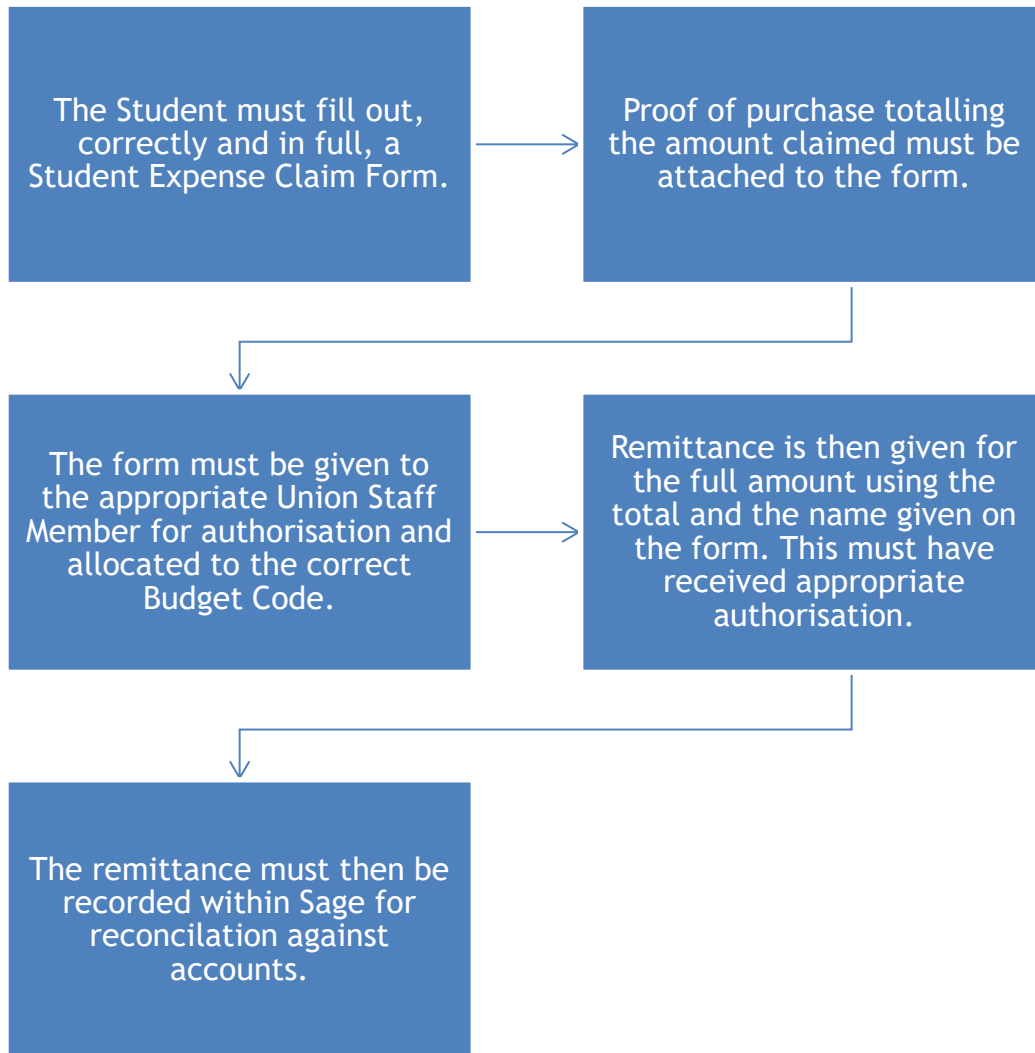 The Student must fill out,
correctly and in full, a
Student Expense Claim Form.
Proof of purchase totalling
the amount claimed must be
attached to the form.
The form must be given to
the appropriate Union Staff
Member for authorisation and
allocated to the correct
Budget Code.
Remittance is then given for
the full amount using the
total and the name given on
the form. This must have
received appropriate
authorisation.
The remittance must then be
recorded within Sage for
reconcilation against
accounts.